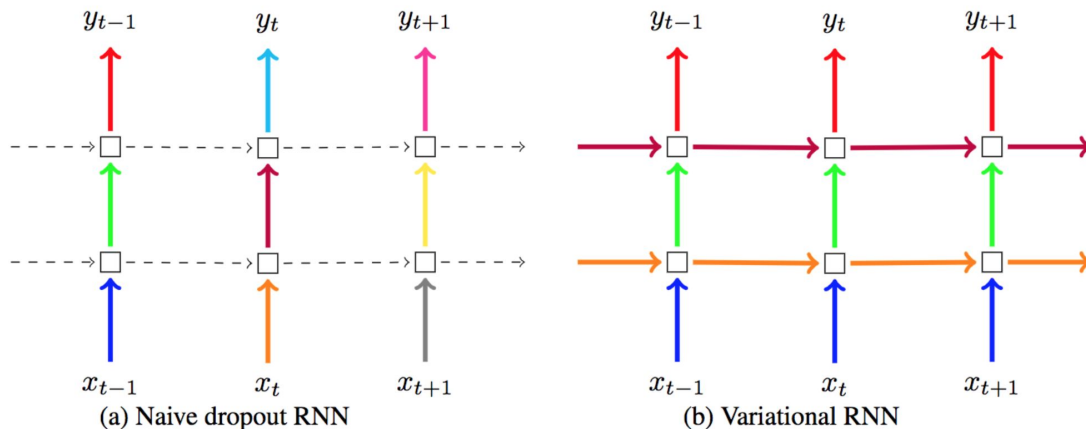 y_{t-1} y_t y_{t+1} y_{t-1} y_t y_{t+1}
x_{t-1} x_t x_{t+1} x_{t-1} x_t x_{t+1}
(a) Naive dropout RNN (b) Variational RNN